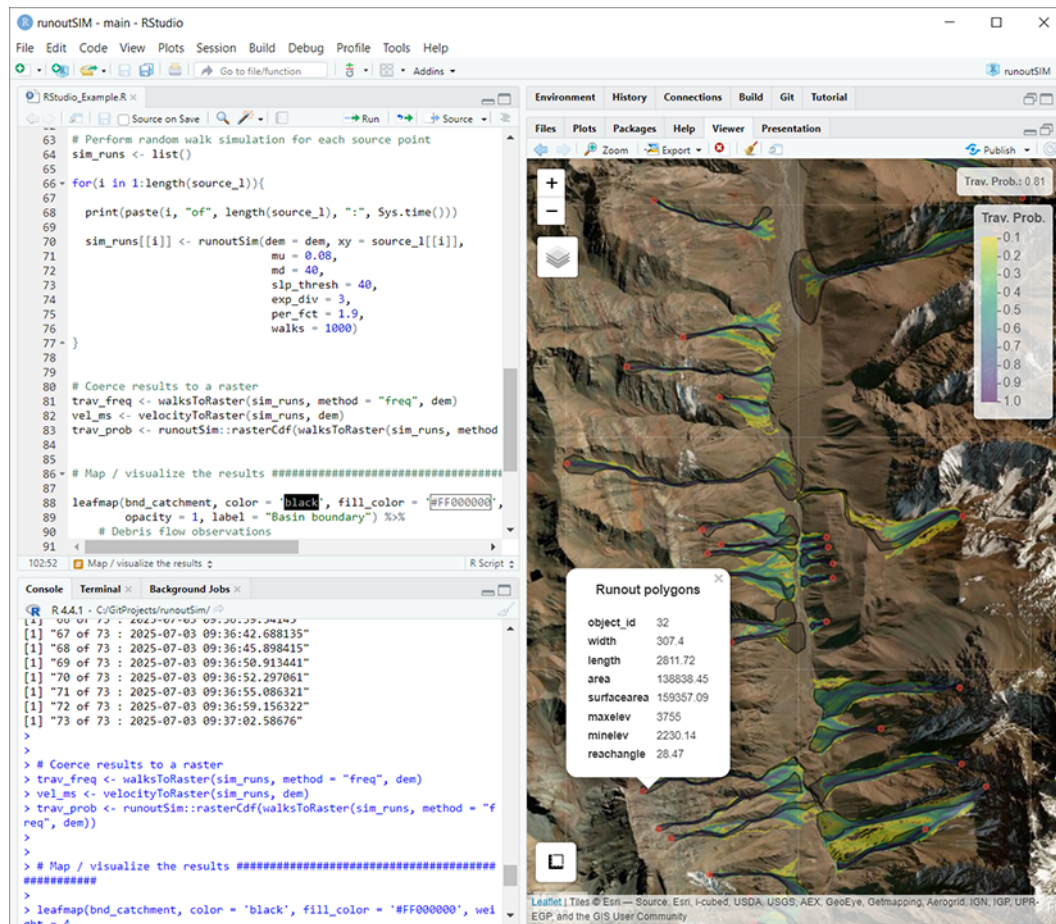 runoutSIM - main - RStudio
File Edit Code View Plots Session Build Debug Profile Tools Help
Go to file/function
Addins
runoutSIM
RStudio_Example.R
Source on Save
Run
Source
63 # Perform random walk simulation for each source point
64 sim_runs <- list()
65
66 for(i in 1:length(source_l)){
67
68 print(paste(i, "of", length(source_l), ":", Sys.time()))
69
70 sim_runs[[i]] <- runoutSim(dem = dem, xy = source_l[[i]],
71 mu = 0.08,
72 md = 40,
73 slp_thresh = 40,
74 exp_div = 3,
75 per_fct = 1.9,
76 walks = 1000)
77 }
78
79
80 # Coerce results to a raster
81 trav_freq <- walksToRaster(sim_runs, method = "freq", dem)
82 vel_ms <- velocityToRaster(sim_runs, dem)
83 trav_prob <- runoutSim::rasterCdf(walksToRaster(sim_runs, method
84
85
86 # Map / visualize the results ###################################
87
88 leafmap(bnd_catchment, color = 'black', fill_color = '#FF000000',
89 opacity = 1, label = "Basin boundary") %>%
90 # Debris flow observations
91
102:52 Map / visualize the results R Script
Console Terminal Background Jobs
R 4.4.1 - C:/GitProjects/runoutSim/
[1] "66 of 73 : 2025-07-03 09:36:39.54145"
[1] "67 of 73 : 2025-07-03 09:36:42.688135"
[1] "68 of 73 : 2025-07-03 09:36:45.898415"
[1] "69 of 73 : 2025-07-03 09:36:50.913441"
[1] "70 of 73 : 2025-07-03 09:36:52.297061"
[1] "71 of 73 : 2025-07-03 09:36:55.086321"
[1] "72 of 73 : 2025-07-03 09:36:59.156322"
[1] "73 of 73 : 2025-07-03 09:37:02.58676"
>
>
> # Coerce results to a raster
> trav_freq <- walksToRaster(sim_runs, method = "freq", dem)
> vel_ms <- velocityToRaster(sim_runs, dem)
> trav_prob <- runoutSim::rasterCdf(walksToRaster(sim_runs, method = "f
req", dem))
>
>
> # Map / visualize the results #######################################
###########
>
> leafmap(bnd_catchment, color = 'black', fill_color = '#FF000000', wei
ght = 4,
Environment History Connections Build Git Tutorial
Files Plots Packages Help Viewer Presentation
Zoom Export Publish
+
−
Trav. Prob.: 0.81
Trav. Prob.
0.1
0.2
0.3
0.4
0.5
0.6
0.7
0.8
0.9
1.0
Runout polygons
object_id 32
width 307.4
length 2811.72
area 138838.45
surfacearea 159357.09
maxelev 3755
minelev 2230.14
reachangle 28.47
Leaflet | Tiles © Esri — Source: Esri, i-cubed, USDA, USGS, AEX, GeoEye, Getmapping, Aerogrid, IGN, IGP, UPR-
EGP, and the GIS User Community